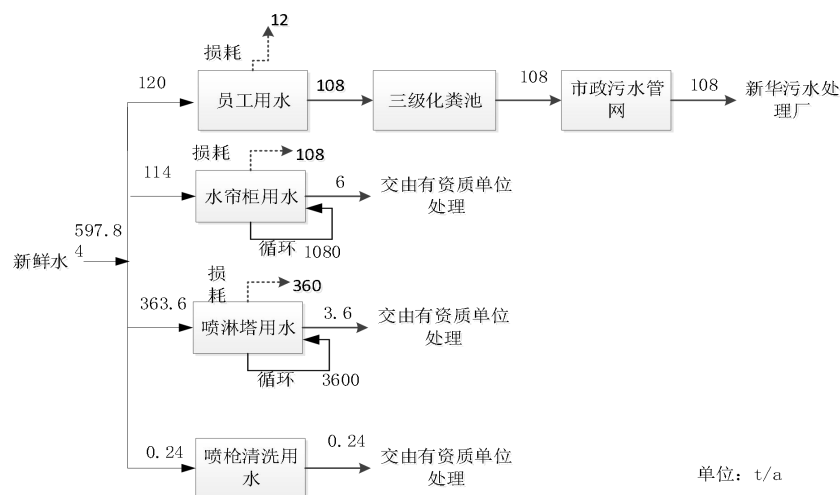 12
损耗
120
员工用水
108
三级化粪池
108
市政污水管
网
108
新华污水处
理厂
损耗
108
114
水帘柜用水
6
交由有资质单位
处理
循环
1080
597.8
4
新鲜水
损
耗
360
363.6
喷淋塔用水
3.6
交由有资质单位
处理
循环
3600
0.24
喷枪清洗用
水
0.24
交由有资质单位
处理
单位：t/a